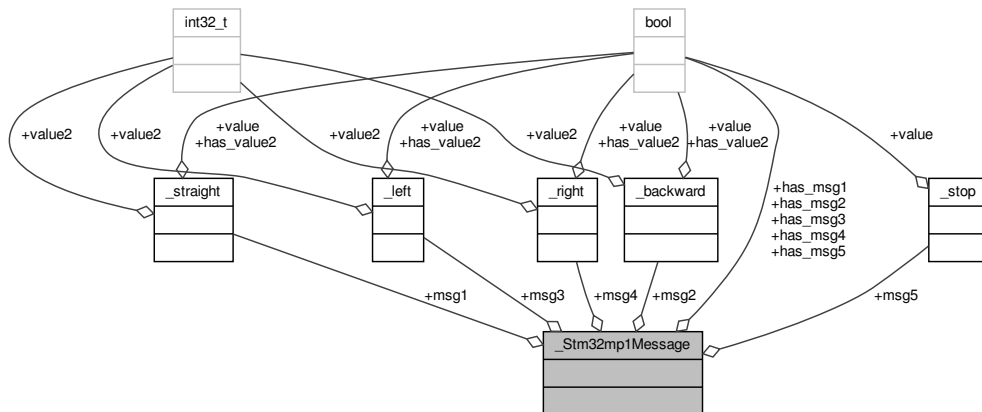 int32_t
bool
+value2
+value2
+value
+has_value2
+value
+has_value2
+value2
+value2
+value
+has_value2
+value
+has_value2
+value
_straight
_left
_right
_backward
_stop
+has_msg1
+has_msg2
+has_msg3
+has_msg4
+has_msg5
+msg1
+msg3
+msg4
+msg2
+msg5
_Stm32mp1Message